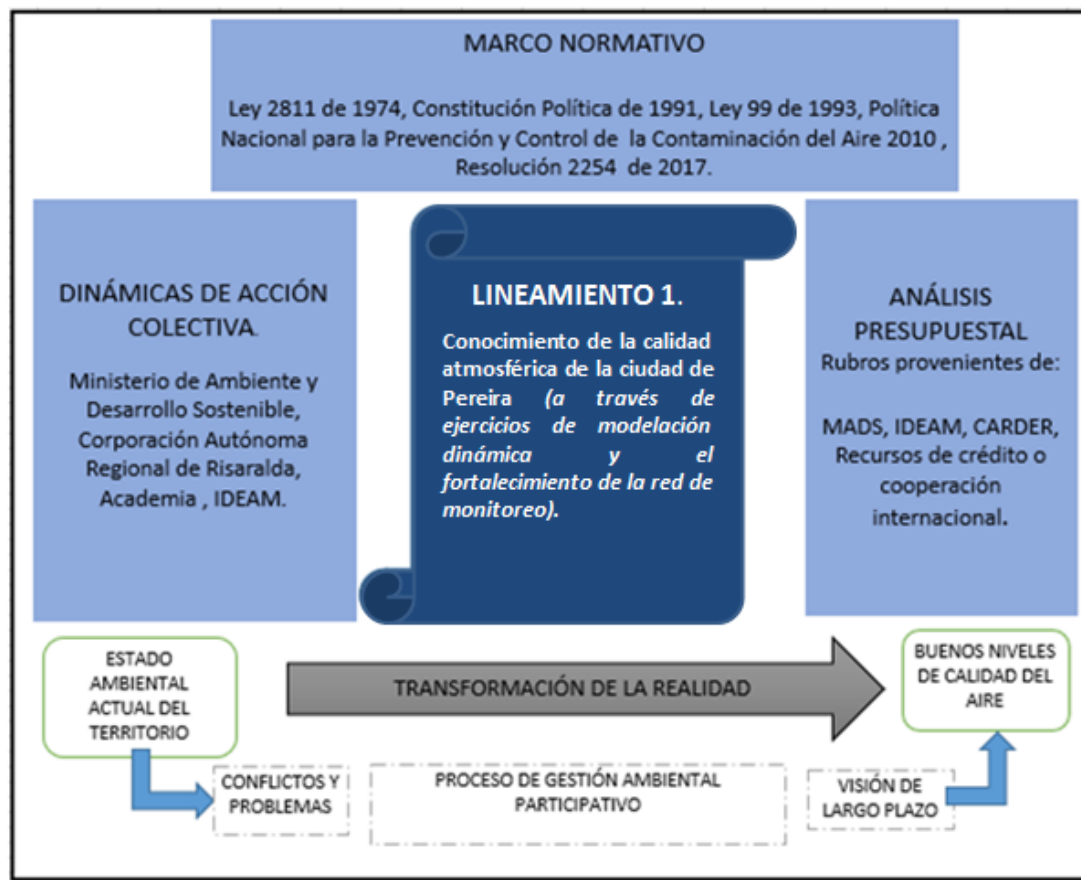 MARCO NORMATIVO
Ley 2811 de 1974, Constitución Política de 1991, Ley 99 de 1993, Política
Nacional para la Prevención y Control de la Contaminación del Aire 2010 ,
Resolución 2254 de 2017.
DINÁMICAS DE ACCIÓN
COLECTIVA.
Ministerio de Ambiente y
Desarrollo Sostenible,
Corporación Autónoma
Regional de Risaralda,
Academia , IDEAM.
LINEAMIENTO 1.
Conocimiento de la calidad
atmosférica de la ciudad de
Pereira (a través de
ejercicios de modelación
dinámica y el
fortalecimiento de la red de
monitoreo).
ANÁLISIS
PRESUPUESTAL
Rubros provenientes de:
MADS, IDEAM, CARDER,
Recursos de crédito o
cooperación
internacional.
ESTADO
AMBIENTAL
ACTUAL DEL
TERRITORIO
TRANSFORMACIÓN DE LA REALIDAD
BUENOS NIVELES
DE CALIDAD DEL
AIRE
CONFLICTOS Y
PROBLEMAS
PROCESO DE GESTIÓN AMBIENTAL
PARTICIPATIVO
VISIÓN DE
LARGO PLAZO